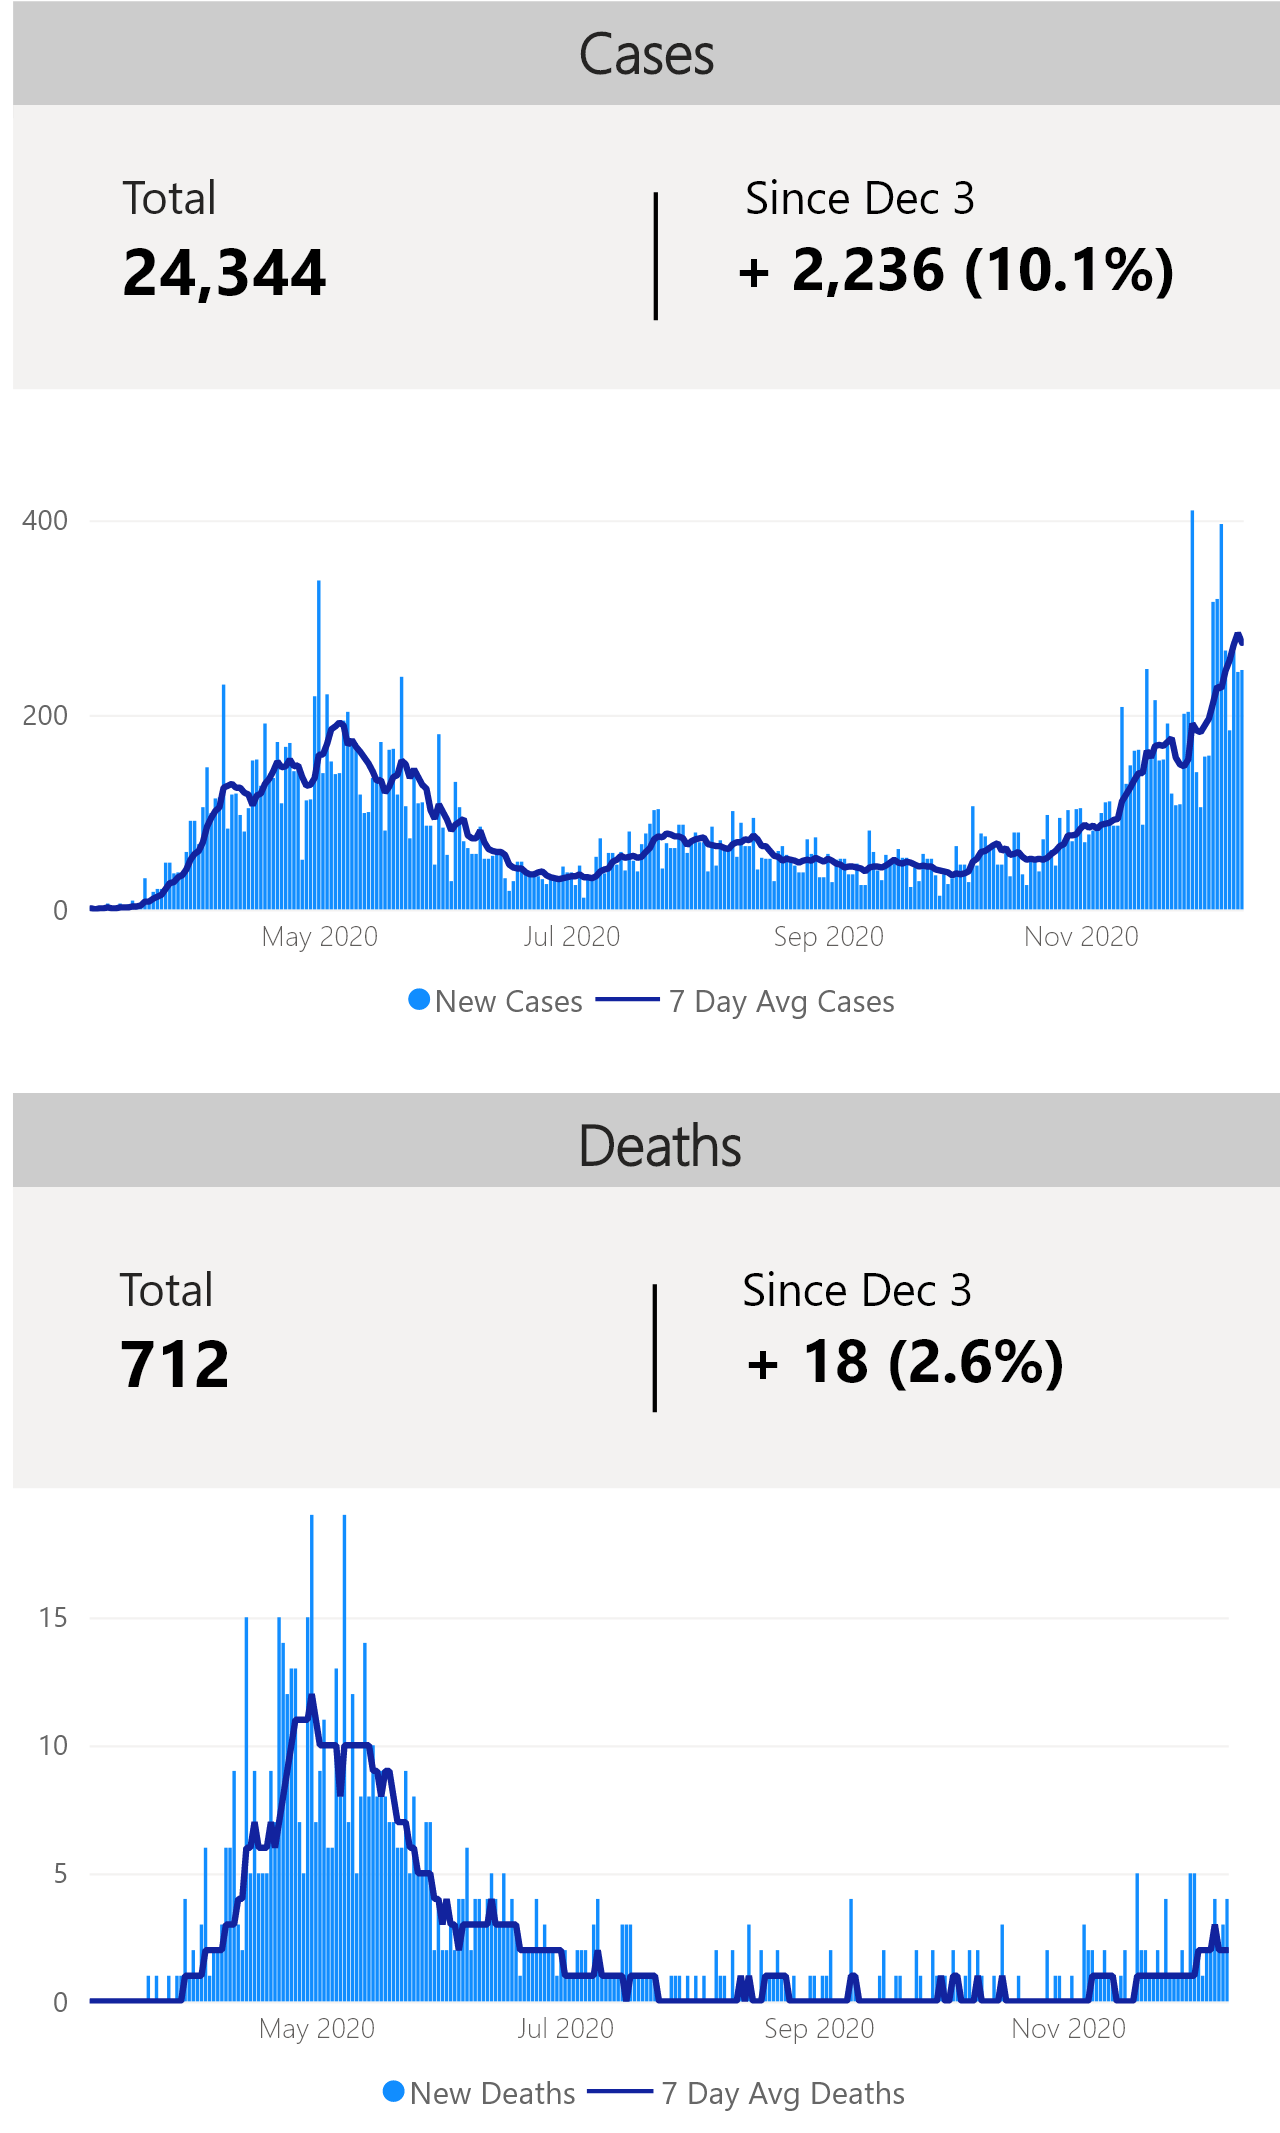 Cases
Total
24,344
Since Dec 3
+ 2,236 (10.1%)
400
200
0
May 2020
Jul 2020
Sep 2020
Nov 2020
New Cases
7 Day Avg Cases
Deaths
Total
712
Since Dec 3
+ 18 (2.6%)
15
10
5
0
May 2020
Jul 2020
Sep 2020
Nov 2020
New Deaths
7 Day Avg Deaths